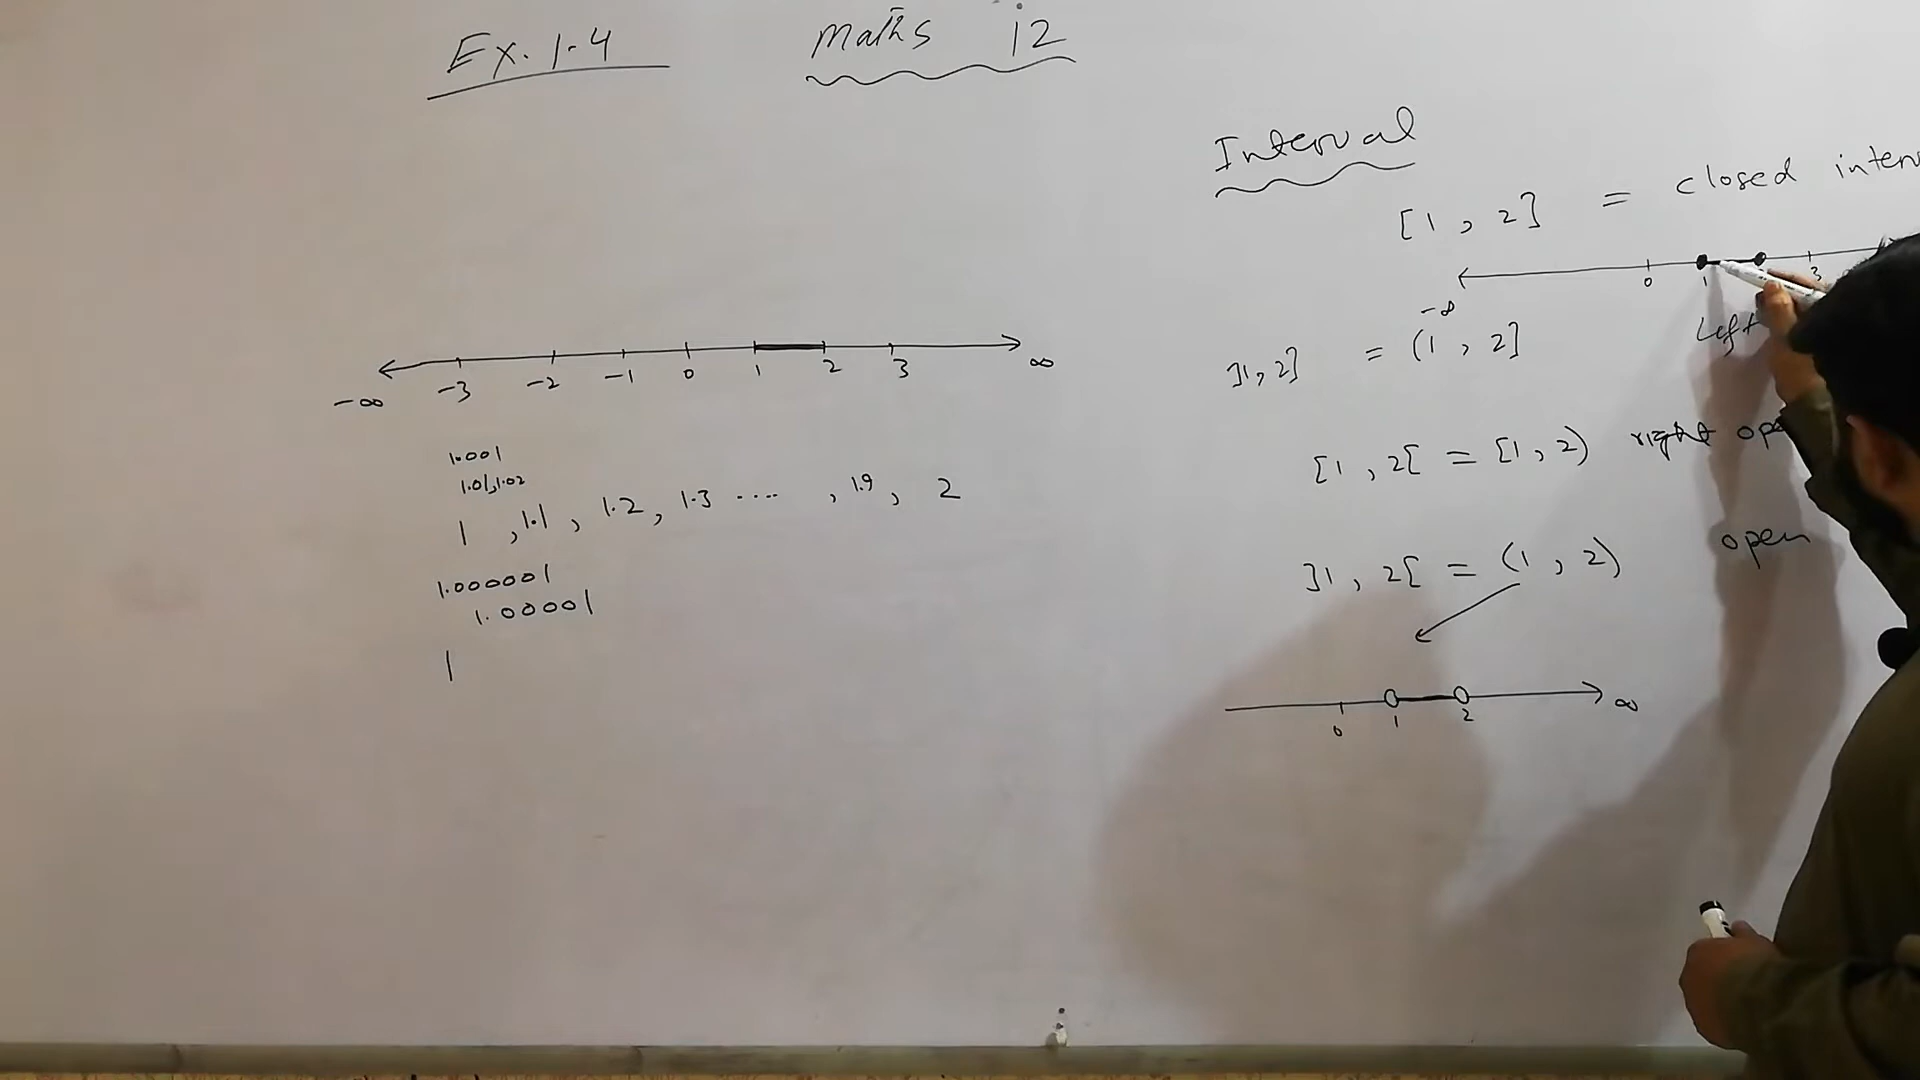 Ex. 1.4
Maths 12
-∞ -3 -2 -1 0 1 2 3 ∞
1.001
1.01, 1.02
1 , 1.1 , 1.2 , 1.3 .... , 1.9 , 2
1.000001
1.00001
1
Interval
[1 , 2] = closed
0 1 3
-∞
]1, 2] = (1 , 2] Left
[1 , 2[ = [1 , 2) right
]1 , 2[ = (1 , 2) open
0 1 2 ∞